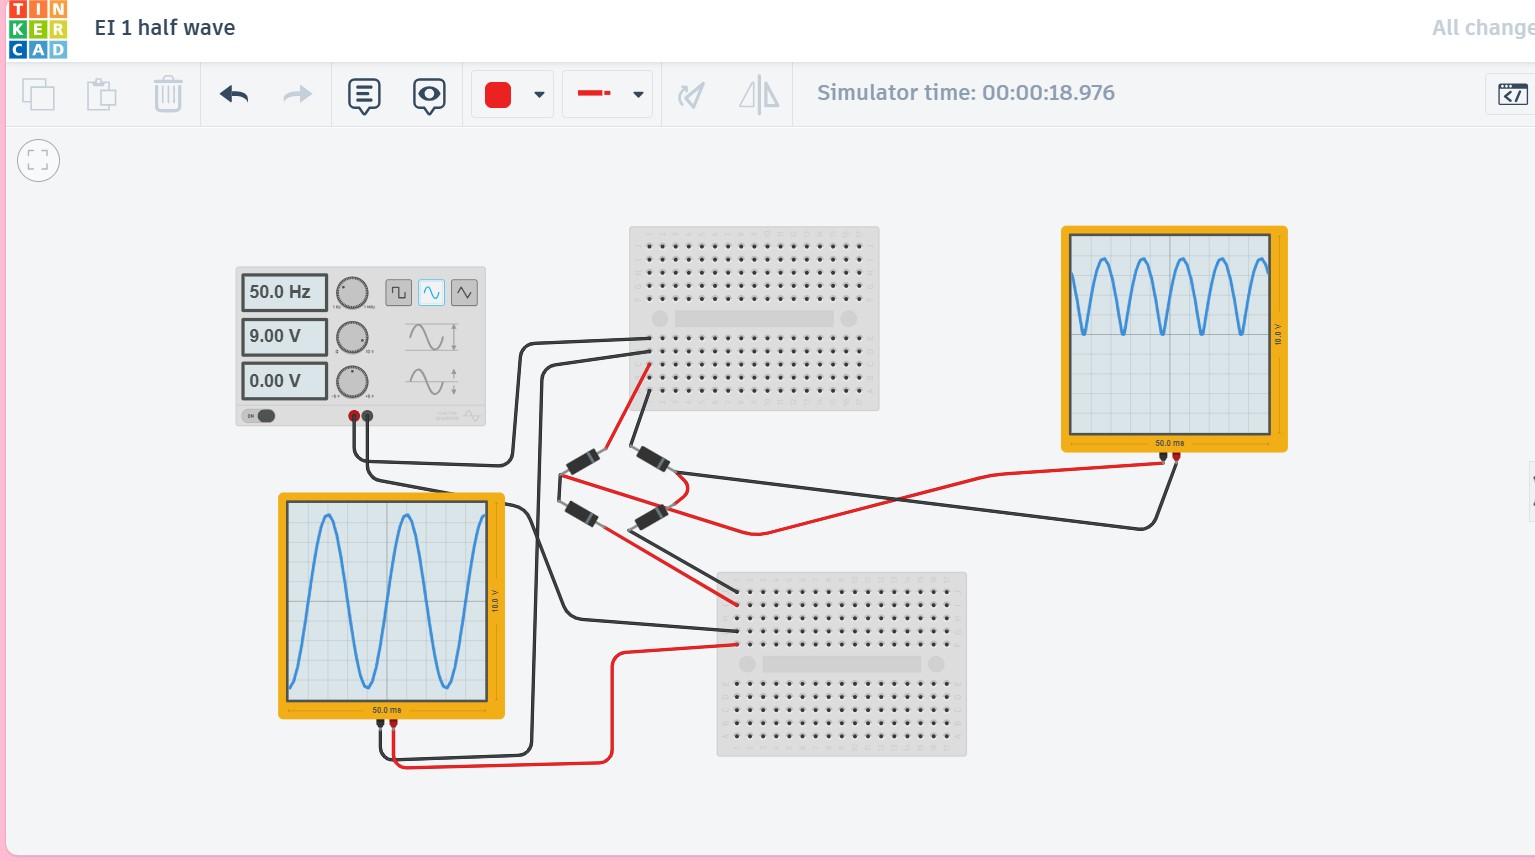 TIN
KER
CAD
EI 1 half wave
All change
Simulator time: 00:00:18.976
50.0 Hz
9.00 V
0.00 V
ON
10.0 V
50.0 ms
10.0 V
50.0 ms